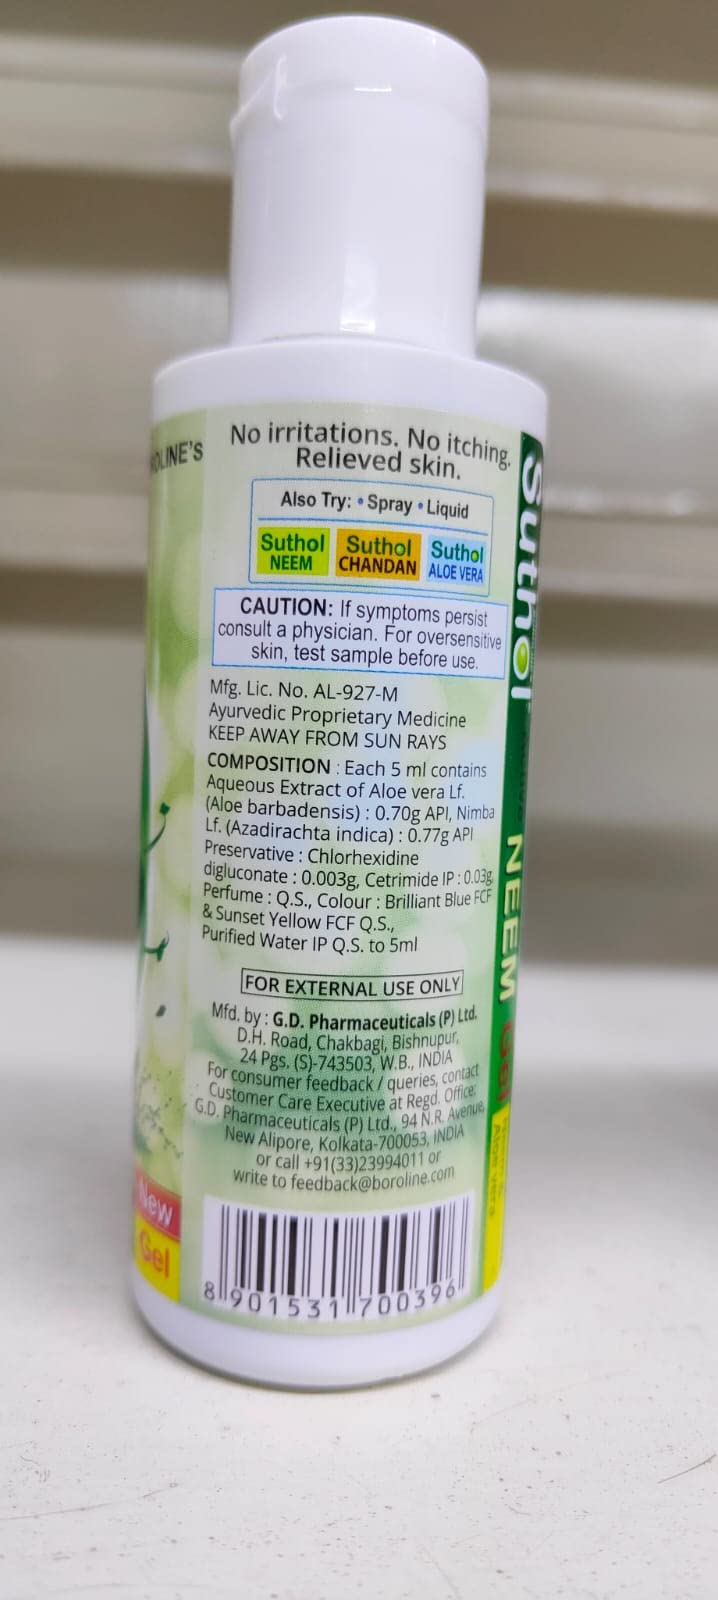 No irritations. No itching.
Relieved skin.
Also Try: • Spray • Liquid
Suthol
NEEM
Suthol
CHANDAN
Suthol
ALOE VERA
CAUTION: If symptoms persist
consult a physician. For oversensitive
skin, test sample before use.
Mfg. Lic. No. AL-927-M
Ayurvedic Proprietary Medicine
KEEP AWAY FROM SUN RAYS
COMPOSITION : Each 5 ml contains
Aqueous Extract of Aloe vera Lf.
(Aloe barbadensis) : 0.70g API, Nimba
Lf. (Azadirachta indica) : 0.77g API
Preservative : Chlorhexidine
digluconate : 0.003g, Cetrimide IP : 0.03g,
Perfume : Q.S., Colour : Brilliant Blue FCF
& Sunset Yellow FCF Q.S.,
Purified Water IP Q.S. to 5ml
FOR EXTERNAL USE ONLY
Mfd. by : G.D. Pharmaceuticals (P) Ltd.
D.H. Road, Chakbagi, Bishnupur,
24 Pgs. (S)-743503, W.B., INDIA
For consumer feedback / queries, contact
Customer Care Executive at Regd. Office:
G.D. Pharmaceuticals (P) Ltd., 94 N.R. Avenue,
New Alipore, Kolkata-700053, INDIA
or call +91(33)23994011 or
write to feedback@boroline.com
8 901531 700396
Suthol
NEEM Gel
Aloe vera
New
Gel